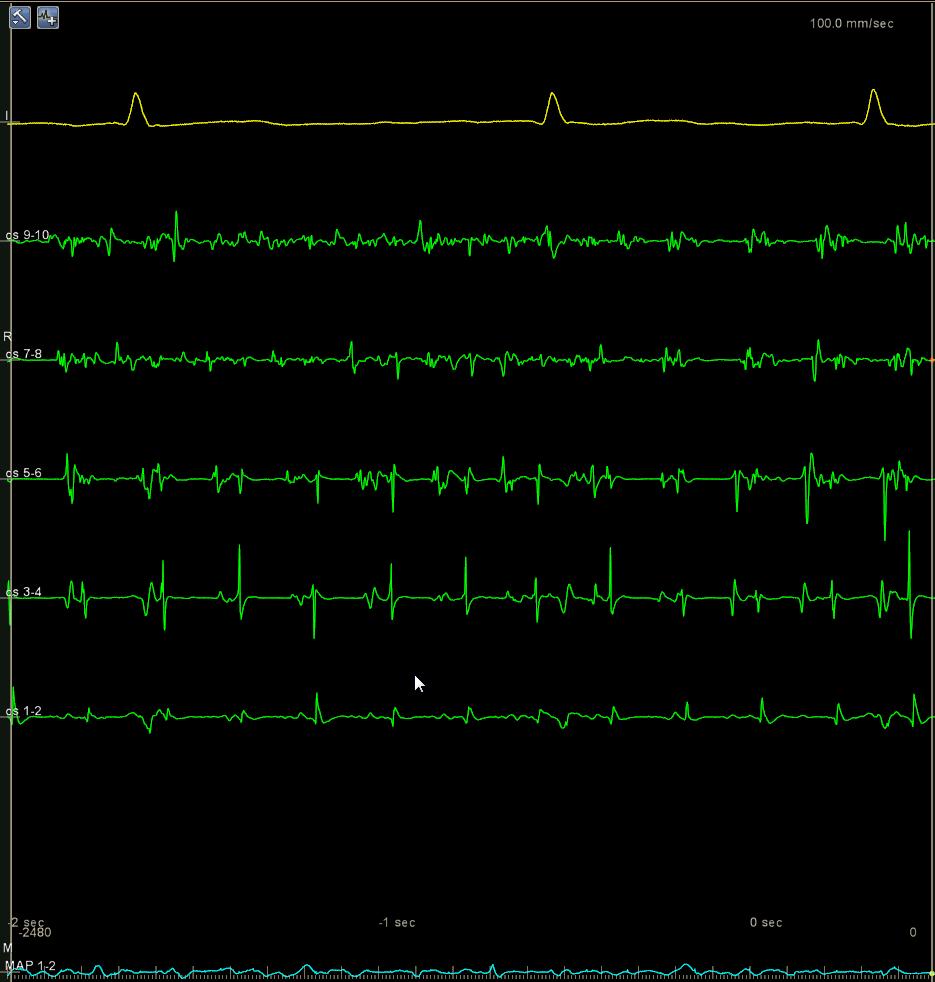 100.0 mm/sec
I
cs 9-10
R
cs 7-8
cs 5-6
cs 3-4
cs 1-2
-2 sec
-1 sec
0 sec
-2480
0
M
MAP 1-2